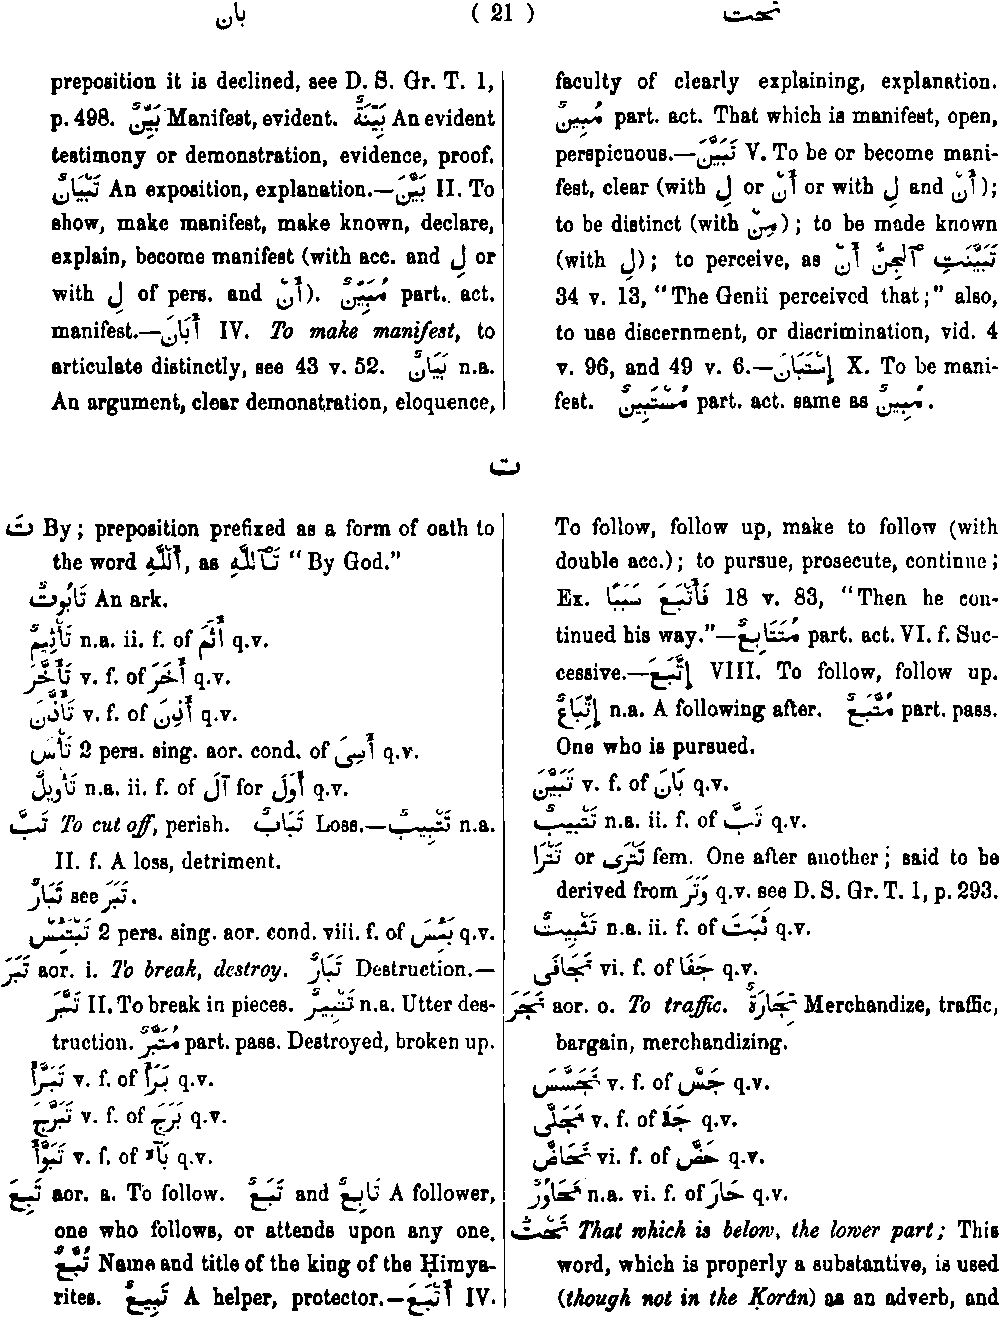 بان ( 21 ) تحت
preposition it is declined, see D. S. Gr. T. 1,
p. 498. بَيِّنٌ Manifest, evident. بَيِّنَةٌ An evident
testimony or demonstration, evidence, proof.
تِبْيَانٌ An exposition, explanation.—بَيَّنَ II. To
show, make manifest, make known, declare,
explain, become manifest (with acc. and لِ or
with لِ of pers. and أَنْ). مُبَيِّنٌ part. act.
manifest.—أَبَانَ IV. To make manifest, to
articulate distinctly, see 43 v. 52. بَيَانٌ n.a.
An argument, clear demonstration, eloquence,
faculty of clearly explaining, explanation.
مُبِينٌ part. act. That which is manifest, open,
perspicuous.—تَبَيَّنَ V. To be or become mani-
fest, clear (with لِ or أَنَّ or with لِ and أَنَّ);
to be distinct (with مِنْ); to be made known
(with لِ); to perceive, as تَبَيَّنَتِ ٱلْجِنُّ أَنْ
34 v. 13, "The Genii perceived that;" also,
to use discernment, or discrimination, vid. 4
v. 96, and 49 v. 6.—إِسْتَبَانَ X. To be mani-
fest. مُسْتَبِينٌ part. act. same as مُبِينٌ.
ت
تَ By; preposition prefixed as a form of oath to
the word ٱللّٰه, as تَٱللّٰهِ "By God."
تَابُوتٌ An ark.
تَأْثِيمٌ n.a. ii. f. of أَثِمَ q.v.
تَأَخَّرَ v. f. of أَخَرَ q.v.
تَأَذَّنَ v. f. of أَذِنَ q.v.
تَأْسَ 2 pers. sing. aor. cond. of أَسِىَ q.v.
تَأْوِيلٌ n.a. ii. f. of آلَ for أَوَلَ q.v.
تَبَّ To cut off, perish. تَبَابٌ Loss.—تَتْبِيبٌ n.a.
II. f. A loss, detriment.
تَبَارٌ see تَبَرَ.
تَبْتَئِسْ 2 pers. sing. aor. cond. viii. f. of بَئِسَ q.v.
تَبَرَ aor. i. To break, destroy. تَبَارٌ Destruction.—
تَبَّرَ II. To break in pieces. تَتْبِيرٌ n.a. Utter des-
truction. مُتَبَّرٌ part. pass. Destroyed, broken up.
تَبَرَّأَ v. f. of بَرَأَ q.v.
تَبَرَّجَ v. f. of بَرَجَ q.v.
تَبَوَّأَ v. f. of بَآءَ q.v.
تَبِعَ aor. a. To follow. تَبَعٌ and تَابِعٌ A follower,
one who follows, or attends upon any one.
تُبَّعٌ Name and title of the king of the Ḥimya-
rites. تَبِيعٌ A helper, protector.—أَتْبَعَ IV.
To follow, follow up, make to follow (with
double acc.); to pursue, prosecute, continue;
Ex. فَأَتْبَعَ سَبَبًا 18 v. 83, "Then he con-
tinued his way."—مُتَتَابِعٌ part. act. VI. f. Suc-
cessive.—إِتَّبَعَ VIII. To follow, follow up.
إِتِّبَاعٌ n.a. A following after. مُتَّبَعٌ part. pass.
One who is pursued.
تَبَيَّنَ v. f. of بَانَ q.v.
تَتْبِيبٌ n.a. ii. f. of تَبَّ q.v.
تَتْرَا or تَتْرَى fem. One after another; said to be
derived from وَتَرَ q.v. see D. S. Gr. T. 1, p. 293.
تَثْبِيتٌ n.a. ii. f. of ثَبَتَ q.v.
تَجَافَى vi. f. of جَفَا q.v.
تَجَرَ aor. o. To traffic. تِجَارَةٌ Merchandize, traffic,
bargain, merchandizing.
تَجَسَّسَ v. f. of جَسَّ q.v.
تَجَلَّى v. f. of جَلَا q.v.
تَحَاضَّ vi. f. of حَضَّ q.v.
تَحَاوُرٌ n.a. vi. f. of حَارَ q.v.
تَحْتَ That which is below, the lower part; This
word, which is properly a substantive, is used
(though not in the Ḳorân) as an adverb, and